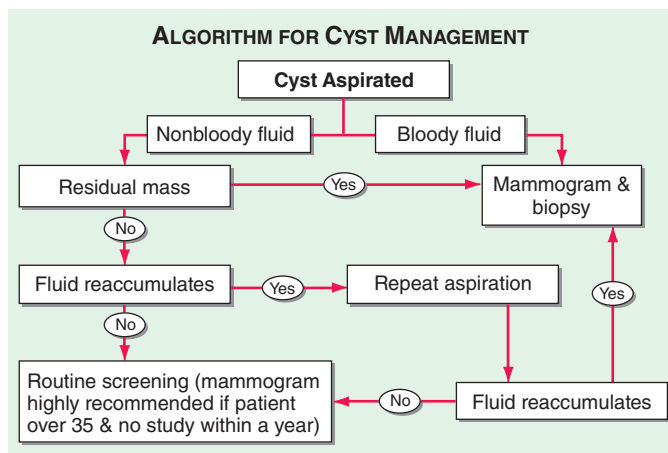 ALGORITHM FOR CYST MANAGEMENT
Cyst Aspirated
Nonbloody fluid
Bloody fluid
Residual mass
Yes
Mammogram &
biopsy
No
Fluid reaccumulates
Yes
Repeat aspiration
Yes
No
Routine screening (mammogram
highly recommended if patient
over 35 & no study within a year)
No
Fluid reaccumulates